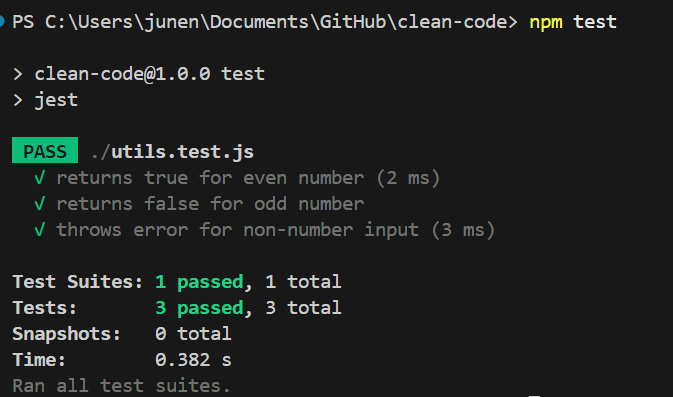 PS C:\Users\junen\Documents\GitHub\clean-code> npm test
> clean-code@1.0.0 test
> jest
PASS ./utils.test.js
√ returns true for even number (2 ms)
√ returns false for odd number
√ throws error for non-number input (3 ms)
Test Suites: 1 passed, 1 total
Tests:       3 passed, 3 total
Snapshots:   0 total
Time:        0.382 s
Ran all test suites.